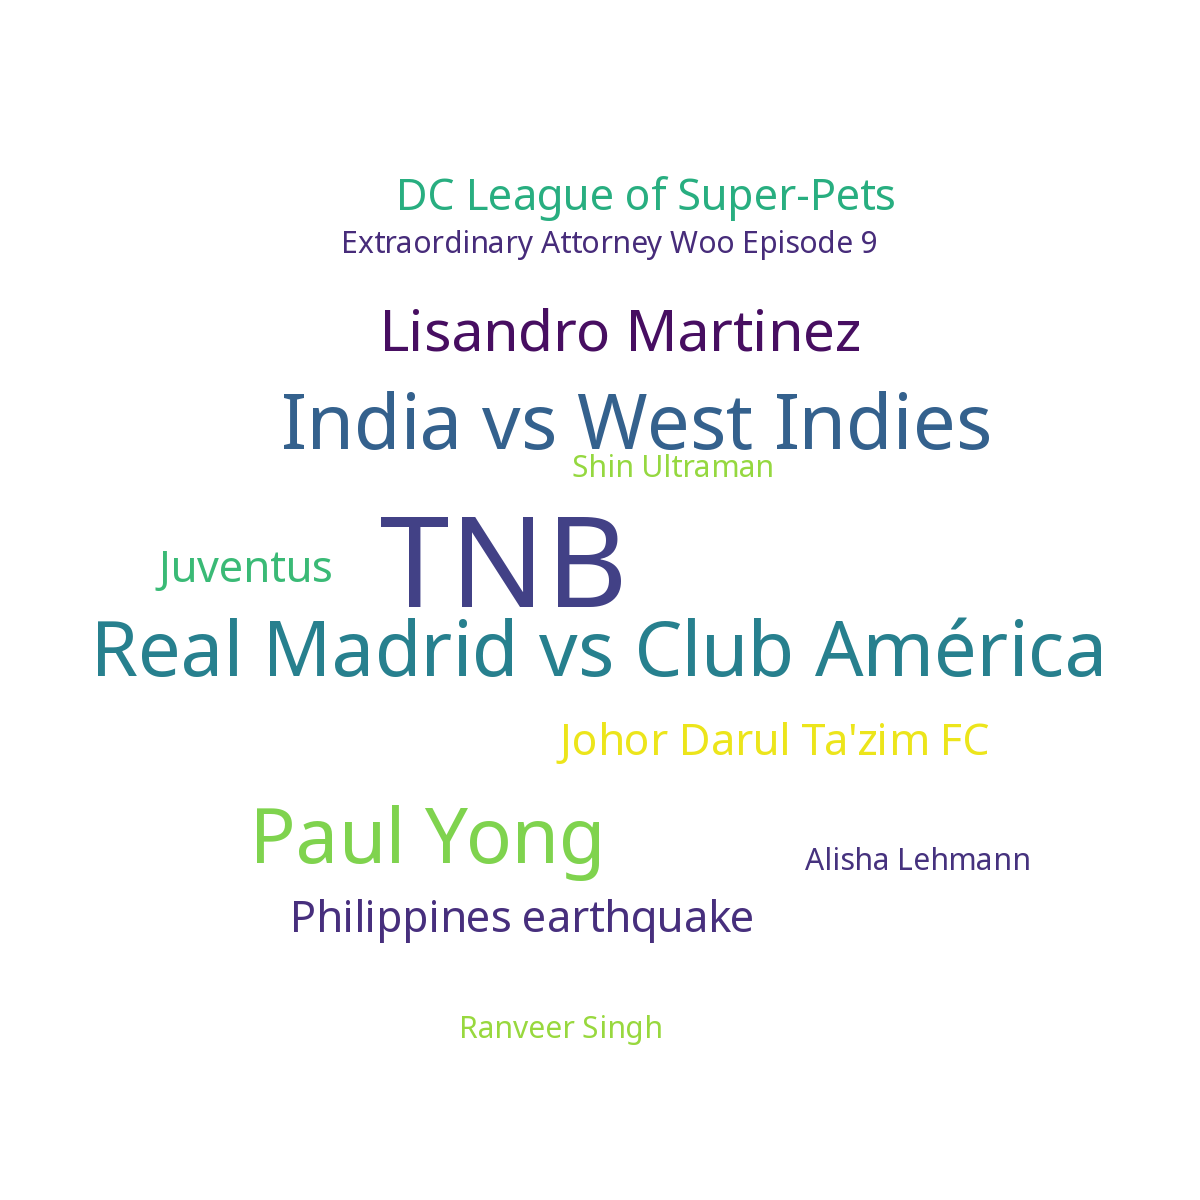 DC League of Super-Pets
Extraordinary Attorney Woo Episode 9
Lisandro Martinez
India vs West Indies
Shin Ultraman
TNB
Juventus
Real Madrid vs Club América
Johor Darul Ta'zim FC
Paul Yong
Alisha Lehmann
Philippines earthquake
Ranveer Singh